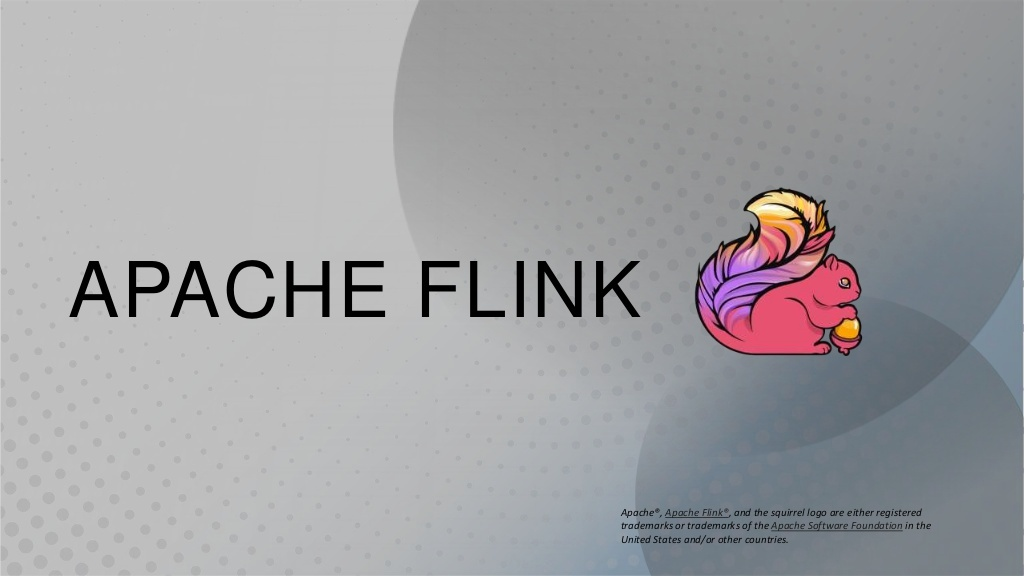 APACHE FLINK
Apache®, Apache Flink®, and the squirrel logo are either registered
trademarks or trademarks of the Apache Software Foundation in the
United States and/or other countries.